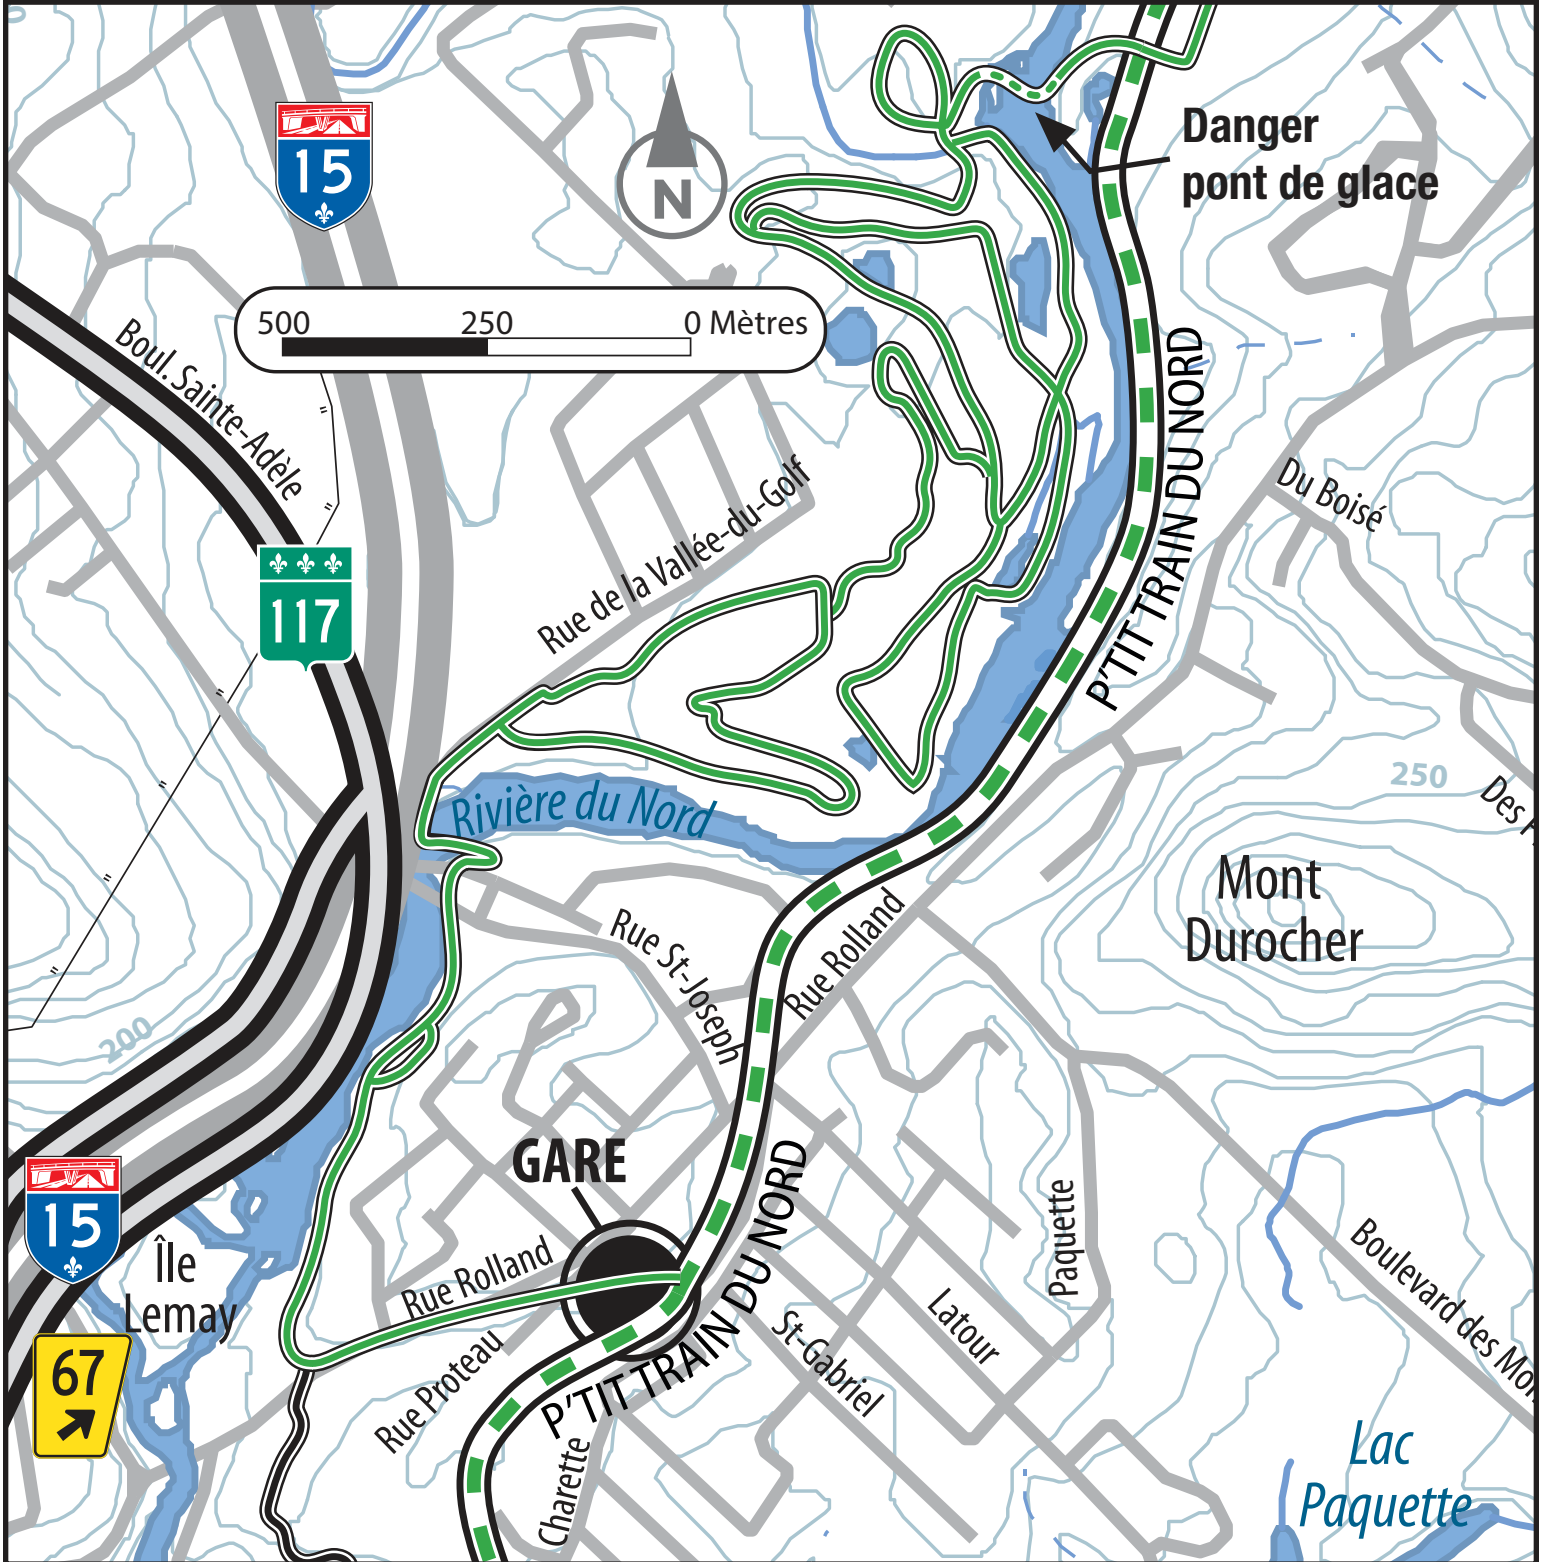 15
N
Danger
pont de glace
500 250 0 Mètres
Boul. Sainte-Adèle
117
Rue de la Vallée-du-Golf
P'TIT TRAIN DU NORD
Du Boisé
250
Des
Rivière du Nord
Mont
Durocher
Rue St-Joseph
Rue Rolland
200
GARE
15
Île
Lemay
Rue Rolland
P'TIT TRAIN DU NORD
Paquette
Boulevard des
Latour
St-Gabriel
67
Rue Proteau
Charette
Lac
Paquette